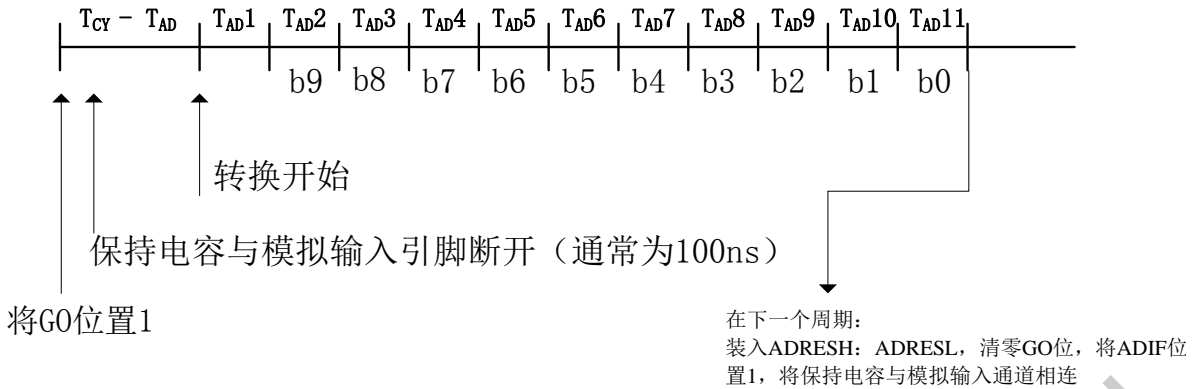 TCY - TAD TAD1 TAD2 TAD3 TAD4 TAD5 TAD6 TAD7 TAD8 TAD9 TAD10 TAD11
b9 b8 b7 b6 b5 b4 b3 b2 b1 b0
转换开始
保持电容与模拟输入引脚断开（通常为100ns）
将GO位置1
在下一个周期：
装入ADRESH：ADRESL，清零GO位，将ADIF位
置1，将保持电容与模拟输入通道相连